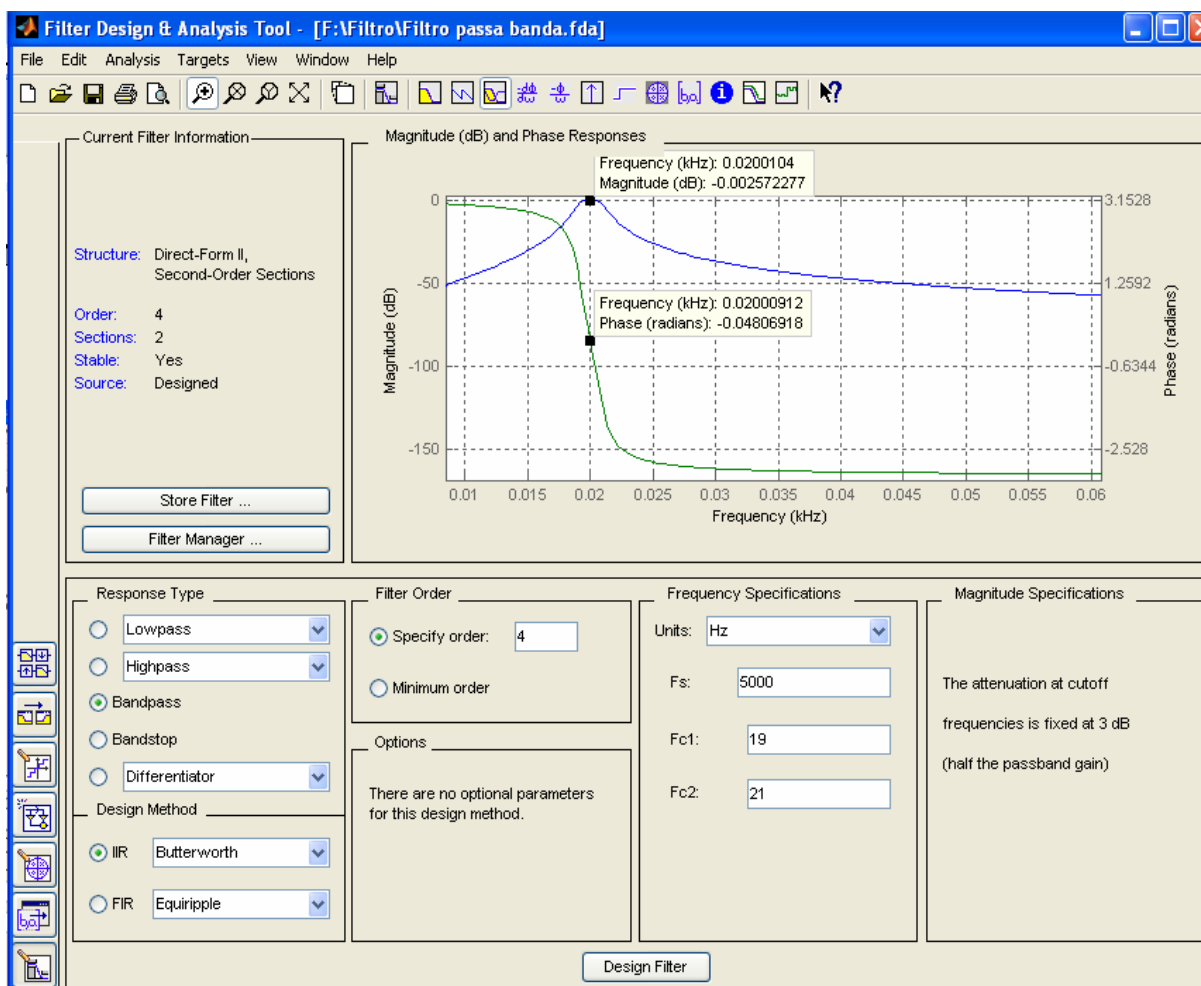 Filter Design & Analysis Tool - [F:\Filtro\Filtro passa banda.fda]
File Edit Analysis Targets View Window Help
Current Filter Information
Structure: Direct-Form II,
Second-Order Sections
Order: 4
Sections: 2
Stable: Yes
Source: Designed
Store Filter ...
Filter Manager ...
Magnitude (dB) and Phase Responses
Frequency (kHz): 0.0200104
Magnitude (dB): -0.002572277
Frequency (kHz): 0.02000912
Phase (radians): -0.04806918
Magnitude (dB)
0
-50
-100
-150
3.1528
1.2592
-0.6344
-2.528
Phase (radians)
0.01 0.015 0.02 0.025 0.03 0.035 0.04 0.045 0.05 0.055 0.06
Frequency (kHz)
Response Type
Lowpass
Highpass
Bandpass
Bandstop
Differentiator
Design Method
IIR Butterworth
FIR Equiripple
Filter Order
Specify order: 4
Minimum order
Options
There are no optional parameters
for this design method.
Frequency Specifications
Units: Hz
Fs: 5000
Fc1: 19
Fc2: 21
Magnitude Specifications
The attenuation at cutoff
frequencies is fixed at 3 dB
(half the passband gain)
Design Filter